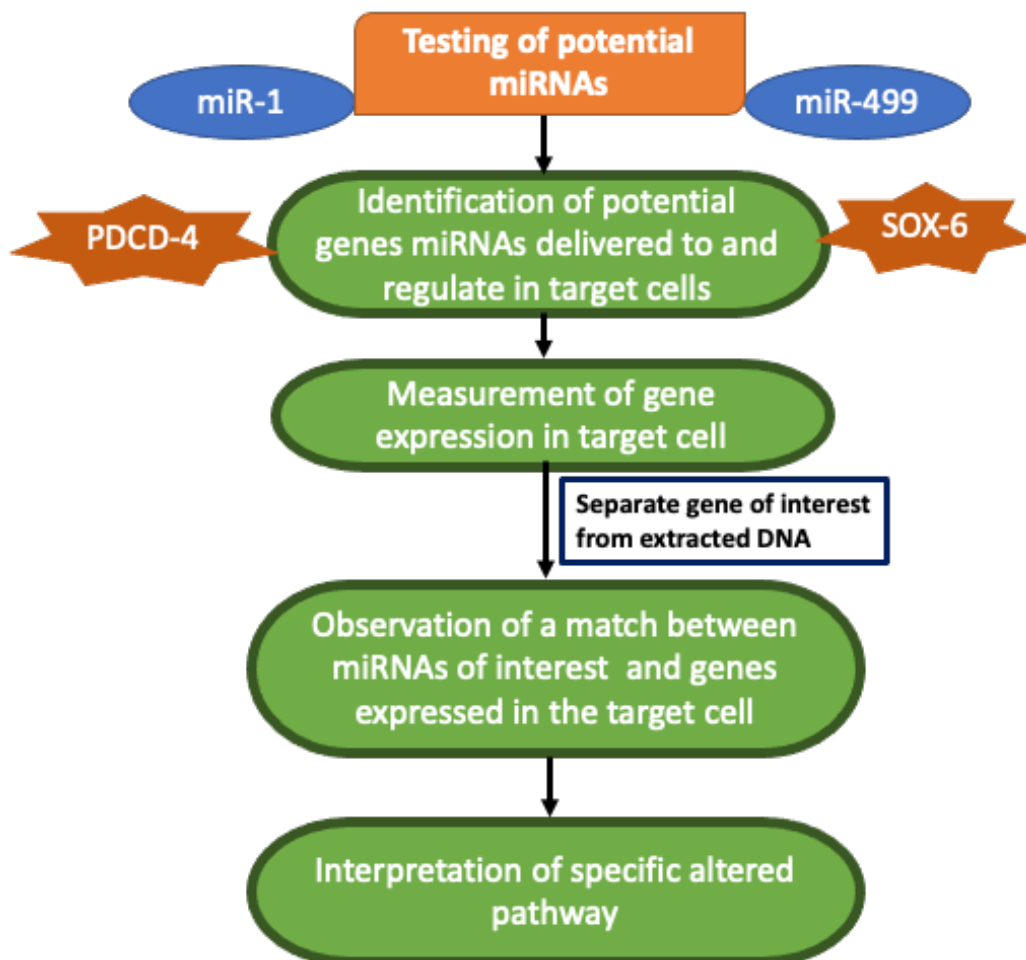 Testing of potential
miRNAs
miR-1
miR-499
Identification of potential
genes miRNAs delivered to and
regulate in target cells
PDCD-4
SOX-6
Measurement of gene
expression in target cell
Separate gene of interest
from extracted DNA
Observation of a match between
miRNAs of interest and genes
expressed in the target cell
Interpretation of specific altered
pathway